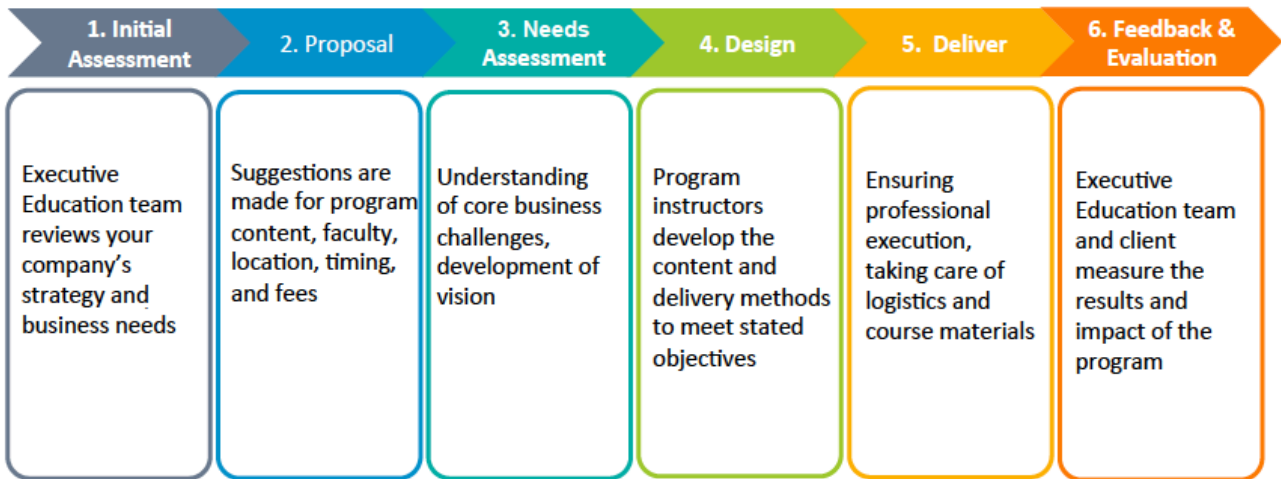 1. Initial
Assessment
2. Proposal
3. Needs
Assessment
4. Design
5. Deliver
6. Feedback &
Evaluation
Executive
Education team
reviews your
company's
strategy and
business needs
Suggestions are
made for program
content, faculty,
location, timing,
and fees
Understanding
of core business
challenges,
development of
vision
Program
instructors
develop the
content and
delivery methods
to meet stated
objectives
Ensuring
professional
execution,
taking care of
logistics and
course materials
Executive
Education team
and client
measure the
results and
impact of the
program